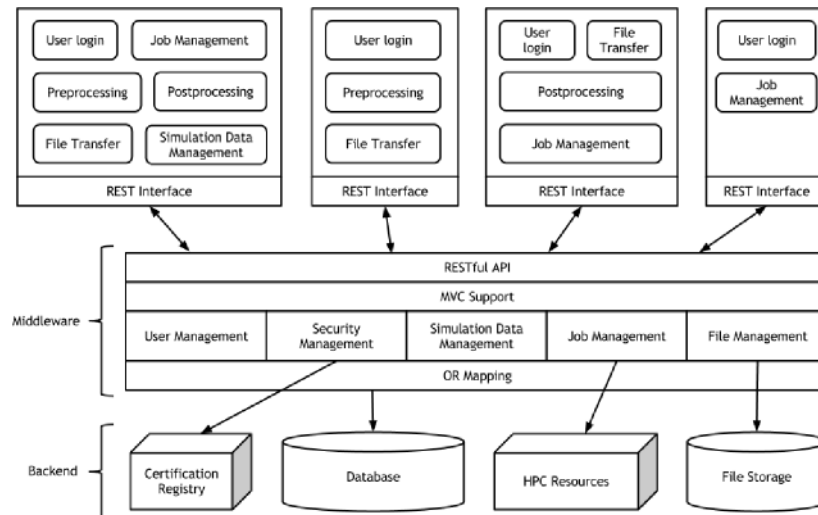 User login
Job Management
Preprocessing
Postprocessing
File Transfer
Simulation Data
Management
REST Interface
User login
Preprocessing
File Transfer
REST Interface
User
login
File
Transfer
Postprocessing
Job Management
REST Interface
User login
Job
Management
REST Interface
Middleware
RESTful API
MVC Support
User Management
Security
Management
Simulation Data
Management
Job Management
File Management
OR Mapping
Backend
Certification
Registry
Database
HPC Resources
File Storage